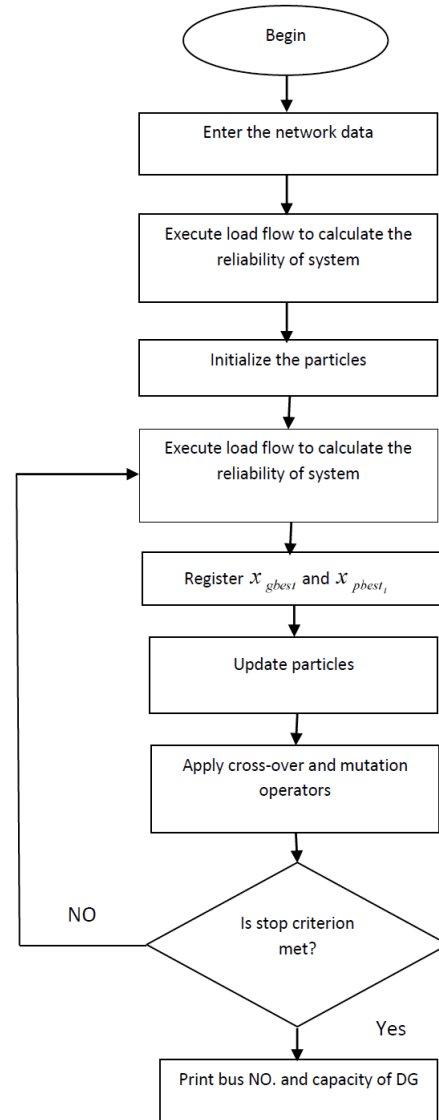 Begin
Enter the network data
Execute load flow to calculate the
reliability of system
Initialize the particles
Execute load flow to calculate the
reliability of system
Register x gbest and x pbest i
Update particles
Apply cross-over and mutation
operators
Is stop criterion
met?
NO
Yes
Print bus NO. and capacity of DG